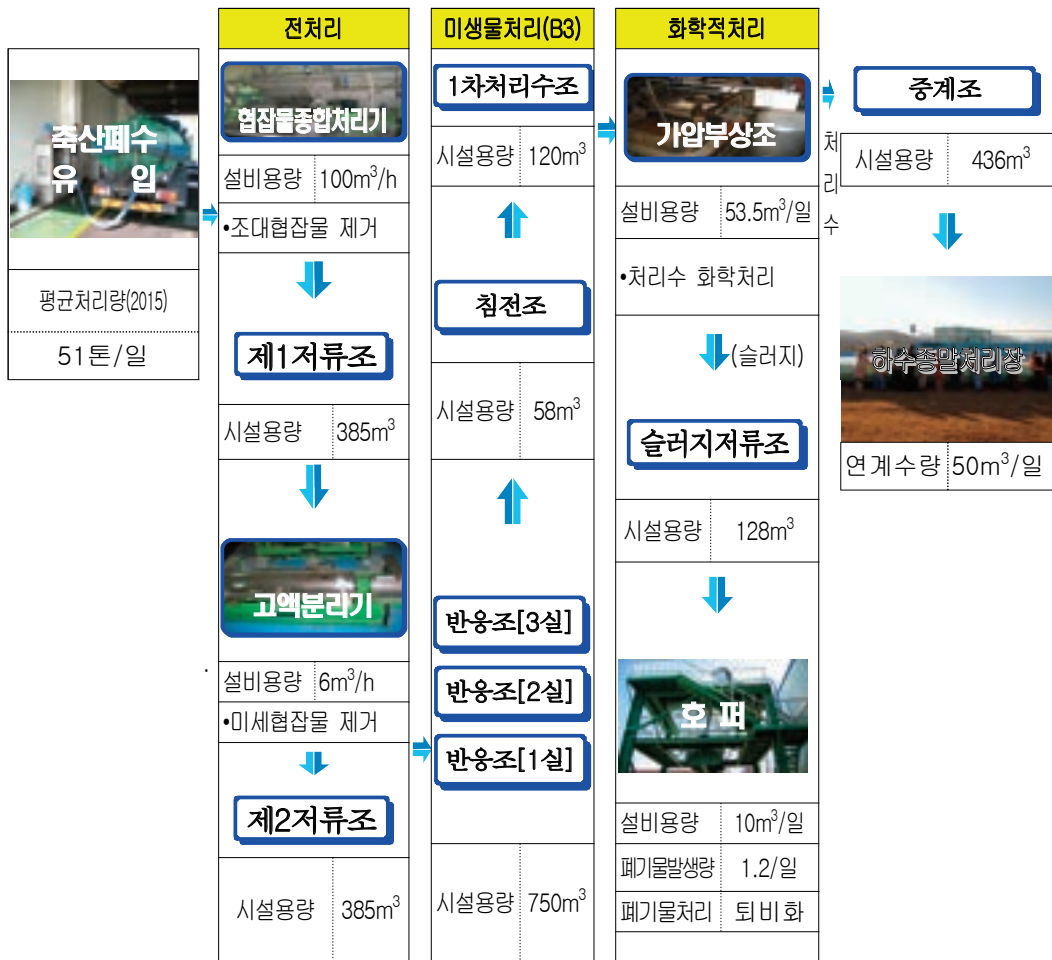 축산폐수
유 입
평균처리량(2015)
51톤/일
전처리
협잡물종합처리기
설비용량 100m³/h
•조대협잡물 제거
제1저류조
시설용량 385m³
고액분리기
설비용량 6m³/h
•미세협잡물 제거
제2저류조
시설용량 385m³
미생물처리(B3)
1차처리수조
시설용량 120m³
침전조
시설용량 58m³
반응조[3실]
반응조[2실]
반응조[1실]
시설용량 750m³
화학적처리
가압부상조
설비용량 53.5m³/일
•처리수 화학처리
(슬러지)
슬러지저류조
시설용량 128m³
호 퍼
설비용량 10m³/일
폐기물발생량 1.2/일
폐기물처리 퇴비화
처리수
중계조
시설용량 436m³
하수종말처리장
연계수량 50m³/일